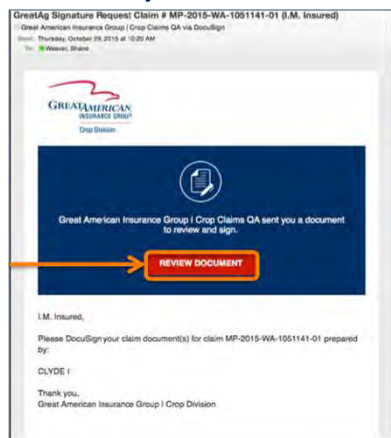 GreatAg Signature Request Claim # MP-2015-WA-1051141-01 (I.M. Insured)
Great American Insurance Group | Crop Claims QA via DocuSign
Sent: Thursday, October 29, 2015 at 10:20 AM
To: Weaver, Shane
GREATAMERICAN
INSURANCE GROUP
Crop Division
Great American Insurance Group | Crop Claims QA sent you a document
to review and sign.
REVIEW DOCUMENT
I.M. Insured,
Please DocuSign your claim document(s) for claim MP-2015-WA-1051141-01 prepared
by:
CLYDE I
Thank you,
Great American Insurance Group | Crop Division